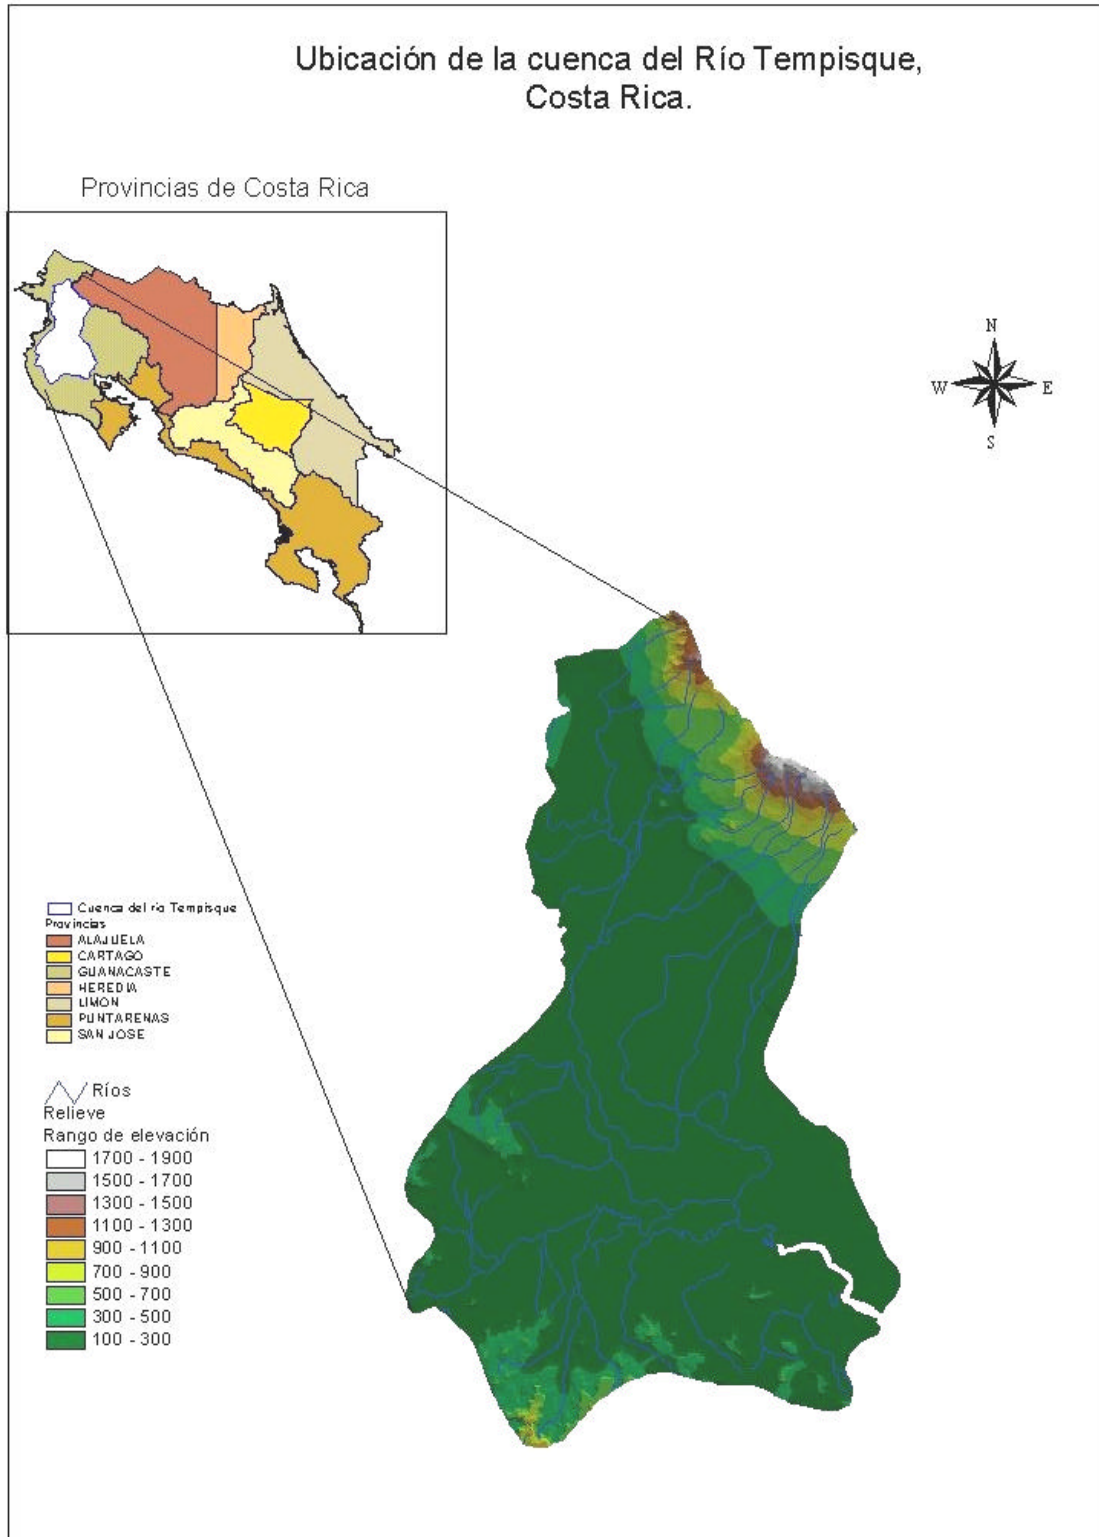 Ubicación de la cuenca del Río Tempisque,
Costa Rica.
Provincias de Costa Rica
N
W
E
S
Cuenca del río Tempisque
Provincias
ALAJUELA
CARTAGO
GUANACASTE
HEREDIA
LIMON
PUNTARENAS
SAN JOSE
Ríos
Relieve
Rango de elevación
1700 - 1900
1500 - 1700
1300 - 1500
1100 - 1300
900 - 1100
700 - 900
500 - 700
300 - 500
100 - 300